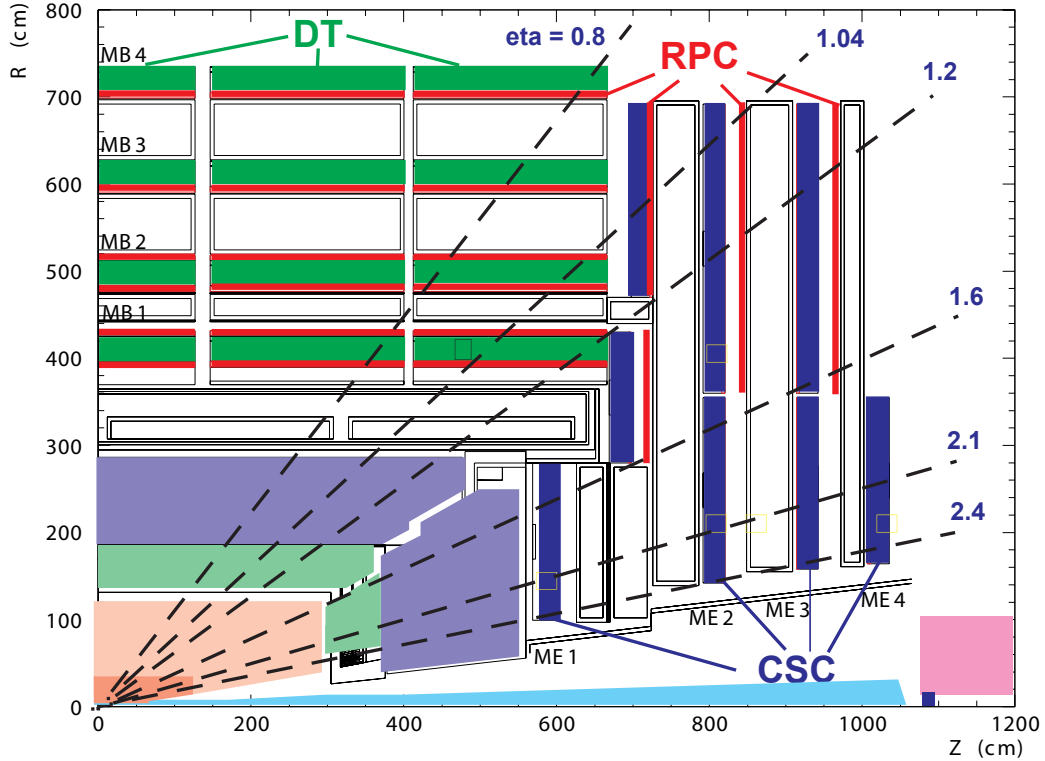 R (cm)
800
700
600
500
400
300
200
100
0
0 200 400 600 800 1000 1200
Z (cm)
MB 4
MB 3
MB 2
MB 1
DT
eta = 0.8
1.04
RPC
1.2
1.6
2.1
2.4
ME 1
ME 2
ME 3
ME 4
CSC